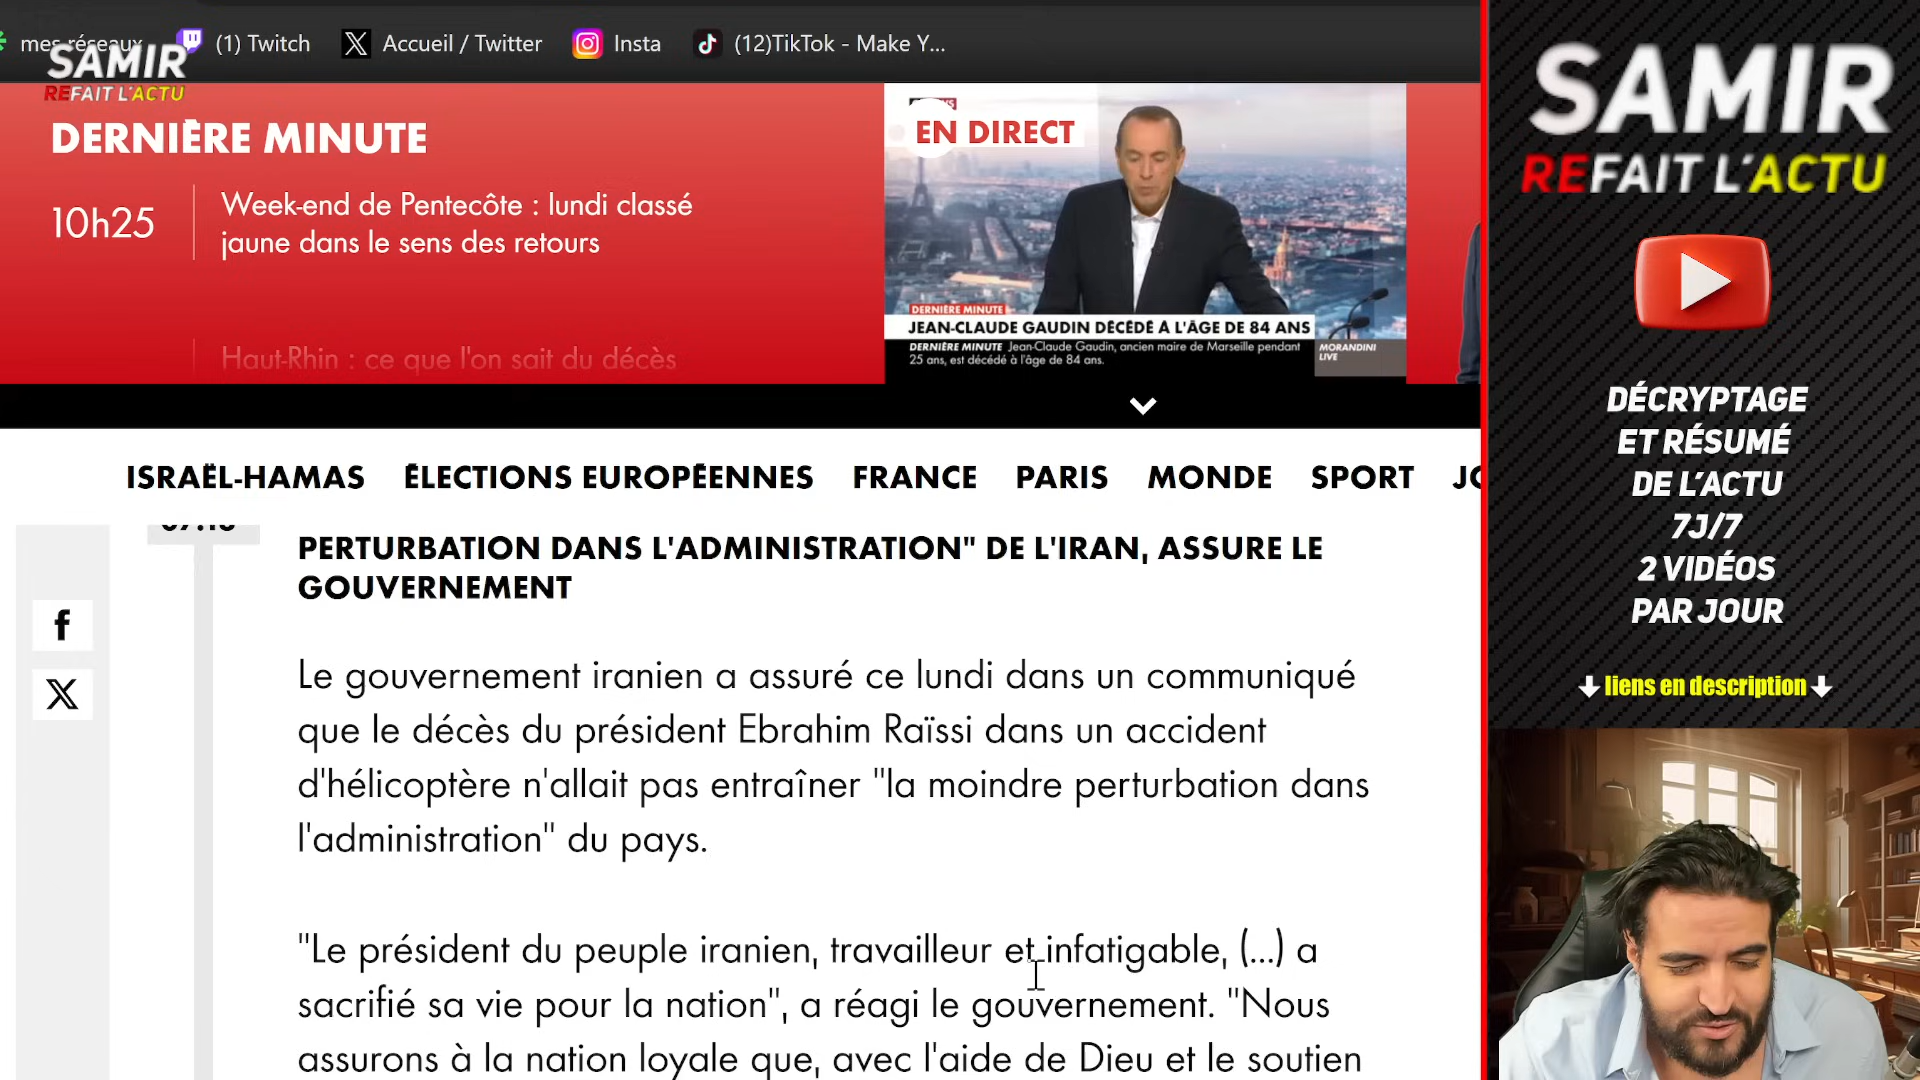 mes réseaux
(1) Twitch
Accueil / Twitter
Insta
(12)TikTok - Make Y...
SAMIR
REFAIT L'ACTU
DERNIÈRE MINUTE
10h25
Week-end de Pentecôte : lundi classé
jaune dans le sens des retours
Haut-Rhin : ce que l'on sait du décès
EN DIRECT
DERNIÈRE MINUTE
JEAN-CLAUDE GAUDIN DÉCÉDÉ A L'ÂGE DE 84 ANS
DERNIÈRE MINUTE Jean-Claude Gaudin, ancien maire de Marseille pendant
25 ans, est décédé à l'âge de 84 ans.
MORANDINI
LIVE
ISRAËL-HAMAS ÉLECTIONS EUROPÉENNES FRANCE PARIS MONDE SPORT JO
PERTURBATION DANS L'ADMINISTRATION" DE L'IRAN, ASSURE LE
GOUVERNEMENT
Le gouvernement iranien a assuré ce lundi dans un communiqué
que le décès du président Ebrahim Raïssi dans un accident
d'hélicoptère n'allait pas entraîner "la moindre perturbation dans
l'administration" du pays.
"Le président du peuple iranien, travailleur et infatigable, (...) a
sacrifié sa vie pour la nation", a réagi le gouvernement. "Nous
assurons à la nation loyale que, avec l'aide de Dieu et le soutien
SAMIR
REFAIT L'ACTU
DÉCRYPTAGE
ET RÉSUMÉ
DE L'ACTU
7J/7
2 VIDÉOS
PAR JOUR
liens en description